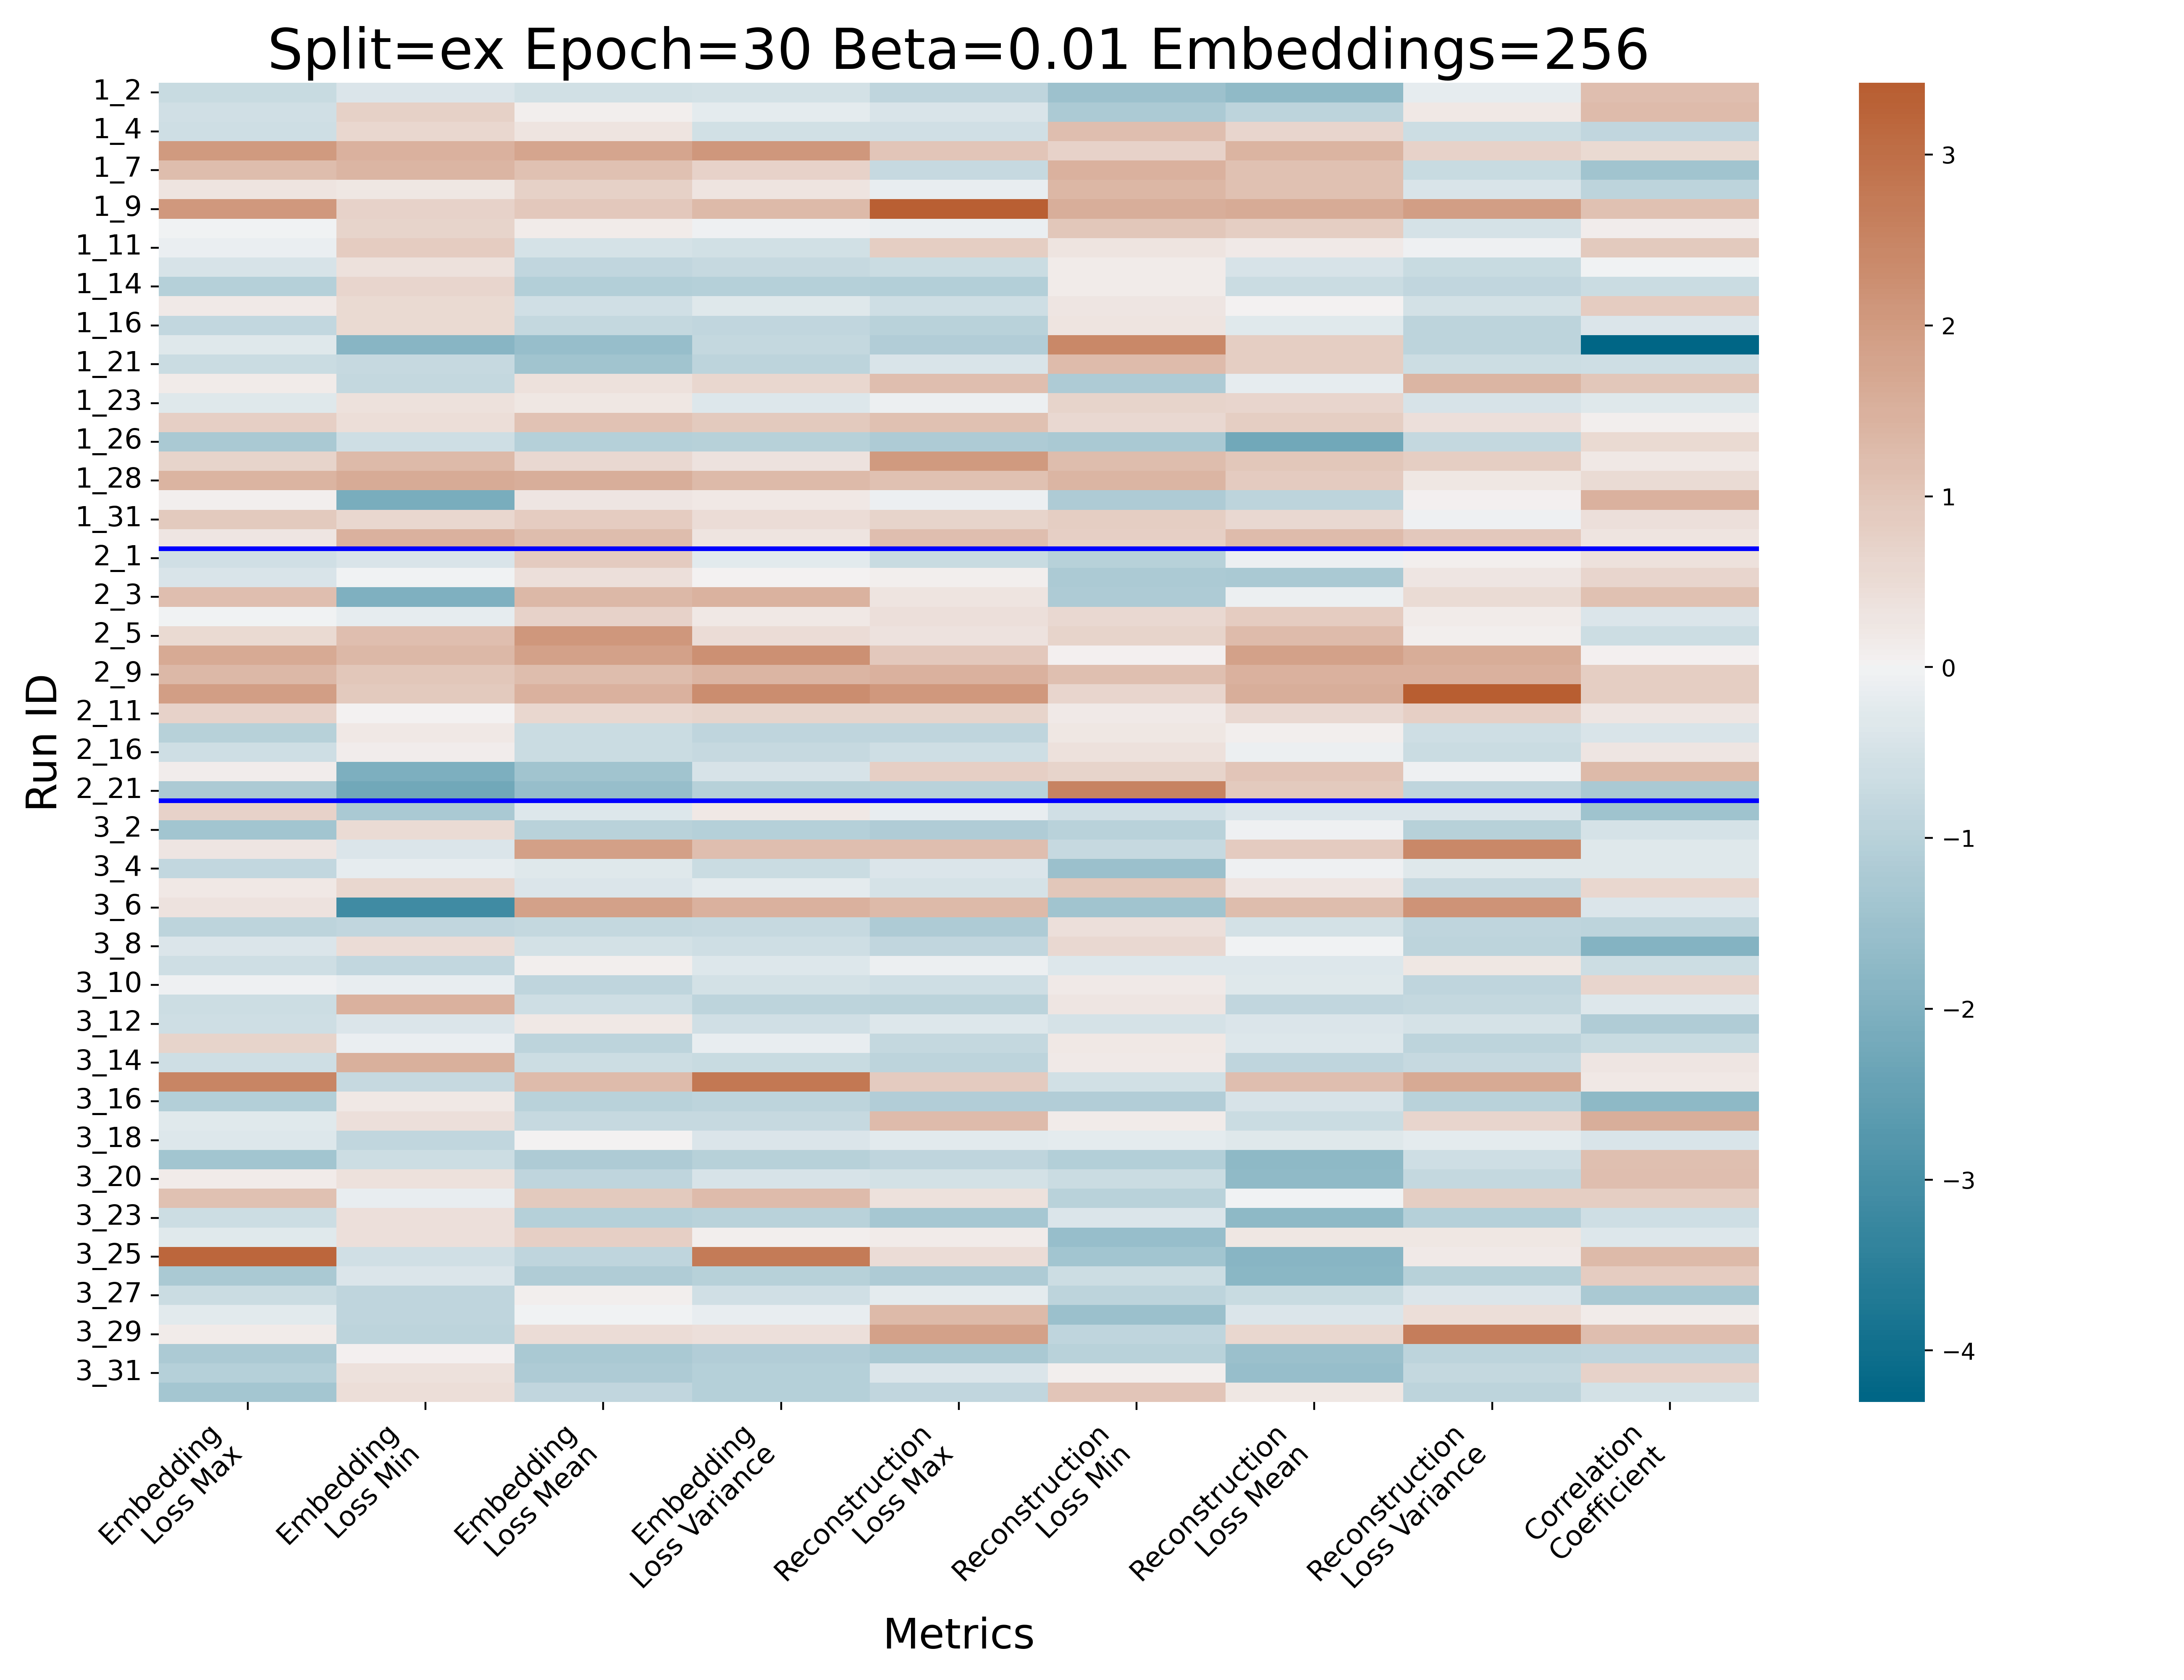 Split=ex Epoch=30 Beta=0.01 Embeddings=256
Run ID
1_2
1_4
1_7
1_9
1_11
1_14
1_16
1_21
1_23
1_26
1_28
1_31
2_1
2_3
2_5
2_9
2_11
2_16
2_21
3_2
3_4
3_6
3_8
3_10
3_12
3_14
3_16
3_18
3_20
3_23
3_25
3_27
3_29
3_31
Embedding
Loss Max
Embedding
Loss Min
Embedding
Loss Mean
Embedding
Loss Variance
Reconstruction
Loss Max
Reconstruction
Loss Min
Reconstruction
Loss Mean
Reconstruction
Loss Variance
Correlation
Coefficient
Metrics
3
2
1
0
−1
−2
−3
−4